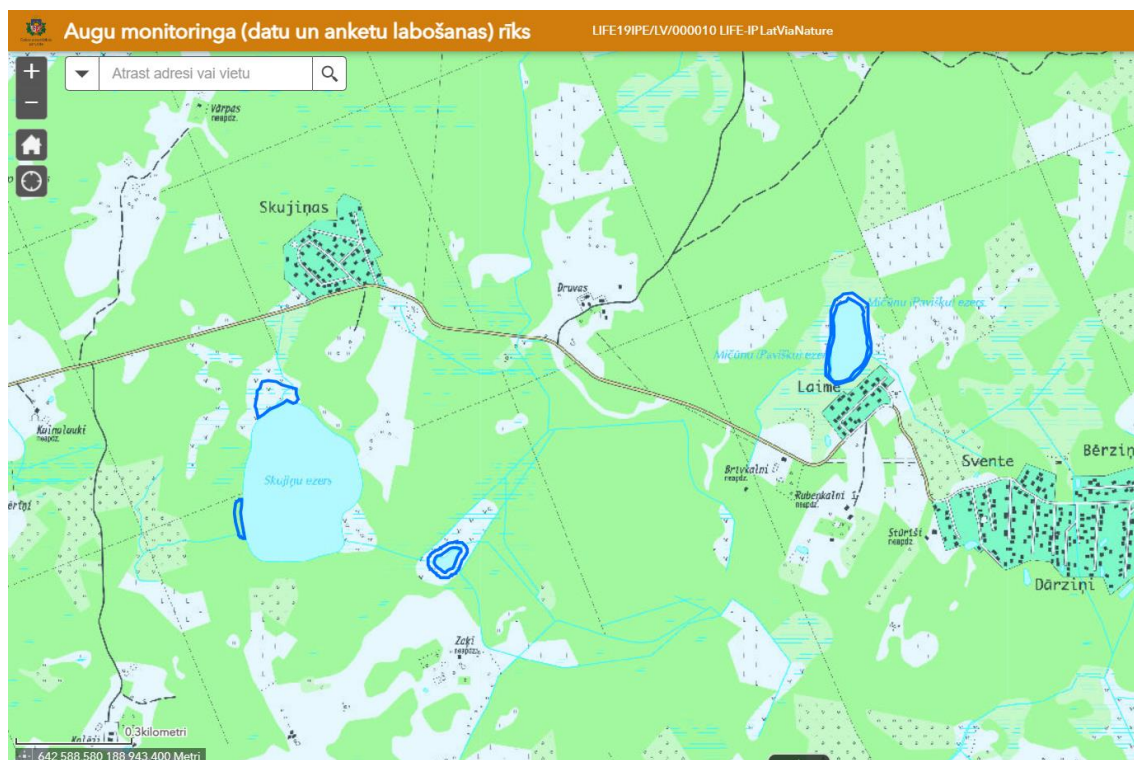 Augu monitoringa (datu un anketu labošanas) rīks
LIFE19IPE/LV/000010 LIFE-IP LatViaNature
+
Atrast adresi vai vietu
−
Vārpas
neapdz.
Skujiņas
Druvas
Mičūnu (Pavišķu) ezers
Mičūnu (Pavišķu) ezers
Laime
Kainalauki
neapdz.
Skujiņu ezers
Brīvkalni
neapdz.
Svente
Bērziņ
Rubenkalni 1
neapdz.
ērtņi
Stūrīši
neapdz.
Dārziņi
Zaķi
neapdz.
0.3kilometri
Kalēji
642 588,580 188 943,400 Metri